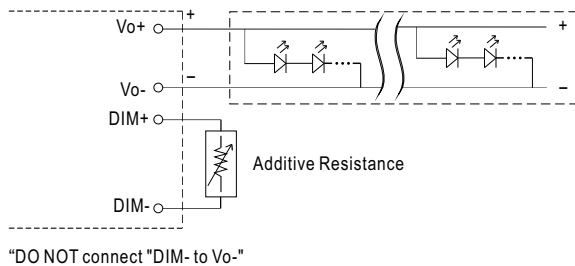 Vo+
+
+
Vo-
–
–
DIM+
Additive Resistance
DIM-
“DO NOT connect "DIM- to Vo-"